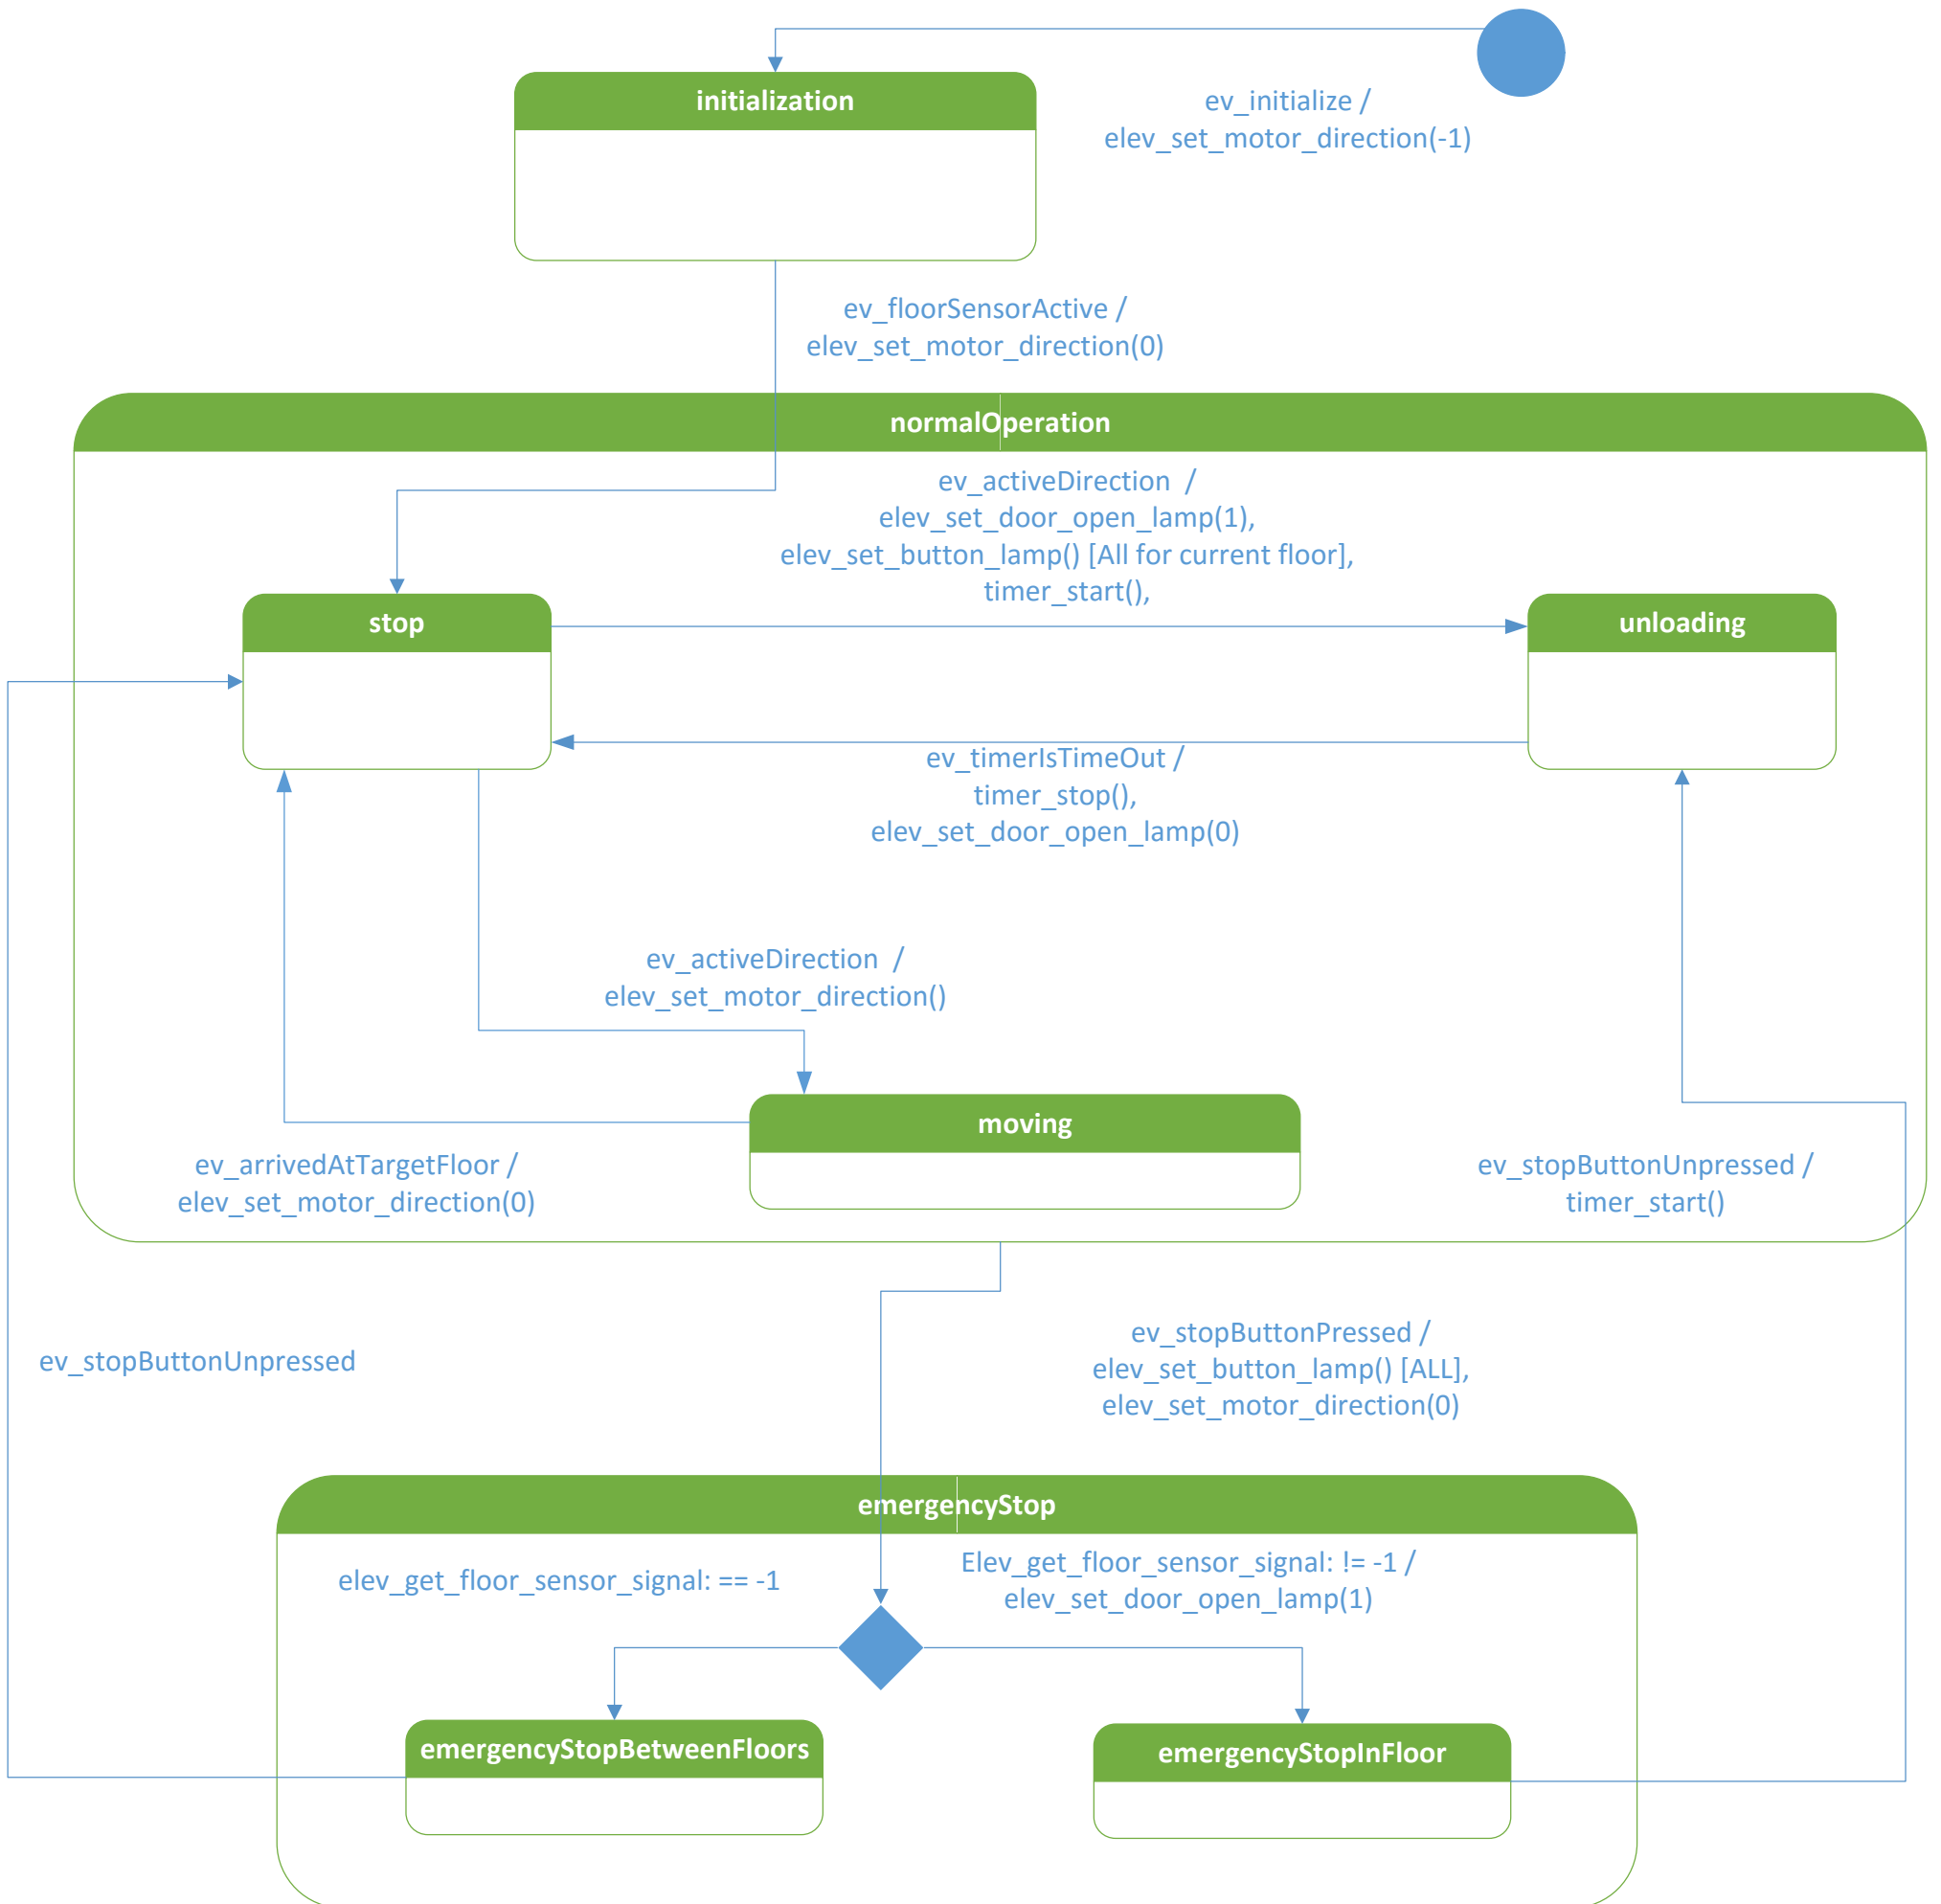 ev_initialize /
elev_set_motor_direction(-1)
initialization
ev_floorSensorActive /
elev_set_motor_direction(0)
normalOperation
ev_activeDirection  /
elev_set_door_open_lamp(1),
elev_set_button_lamp() [All for current floor],
timer_start(),
stop
unloading
ev_timerIsTimeOut /
timer_stop(),
elev_set_door_open_lamp(0)
ev_activeDirection  /
elev_set_motor_direction()
moving
ev_arrivedAtTargetFloor /
elev_set_motor_direction(0)
ev_stopButtonUnpressed /
timer_start()
ev_stopButtonUnpressed
ev_stopButtonPressed /
elev_set_button_lamp() [ALL],
elev_set_motor_direction(0)
emergencyStop
elev_get_floor_sensor_signal: == -1
Elev_get_floor_sensor_signal: != -1 /
elev_set_door_open_lamp(1)
emergencyStopBetweenFloors
emergencyStopInFloor